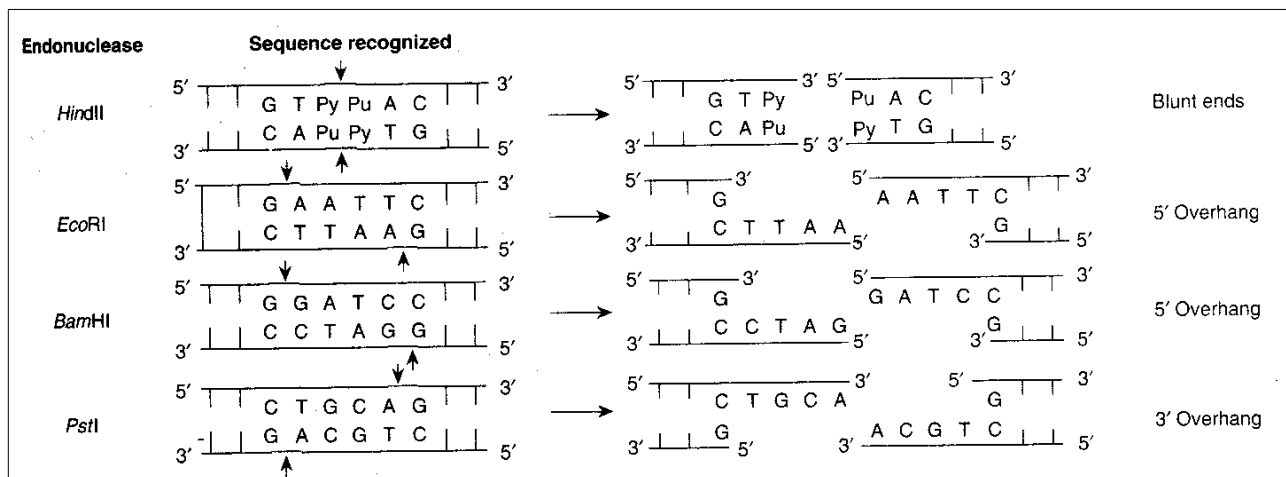 Endonuclease Sequence recognized
5′ 3′ 5′ 3′ 5′ 3′
HindII G T Py Pu A C G T Py Pu A C Blunt ends
C A Pu Py T G C A Pu Py T G
3′ 5′ 3′ 5′ 3′ 5′
5′ 3′ 5′ 3′ 5′ 3′
EcoRI G A A T T C G A A T T C 5′ Overhang
C T T A A G C T T A A G
3′ 5′ 3′ 5′ 3′ 5′
5′ 3′ 5′ 3′ 5′ 3′
BamHI G G A T C C G G A T C C 5′ Overhang
C C T A G G C C T A G G
3′ 5′ 3′ 5′ 3′ 5′
5′ 3′ 5′ 3′ 5′ 3′
PstI C T G C A G C T G C A G 3′ Overhang
G A C G T C G A C G T C
3′ 5′ 3′ 5′ 3′ 5′